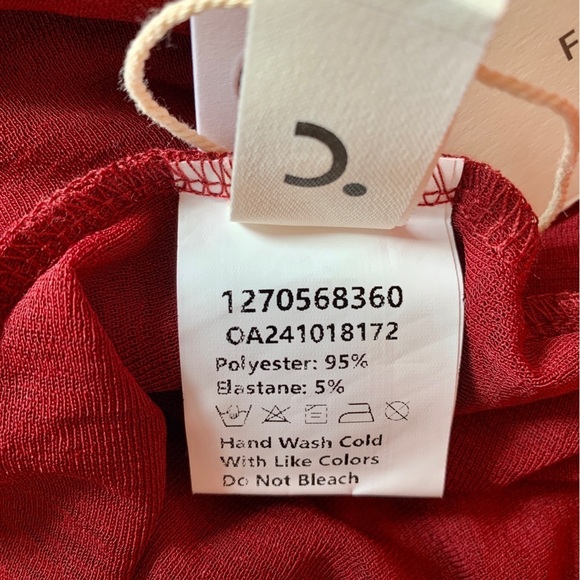 F
C.
1270568360
OA241018172
Polyester: 95%
Elastane: 5%
Hand Wash Cold
With Like Colors
Do Not Bleach